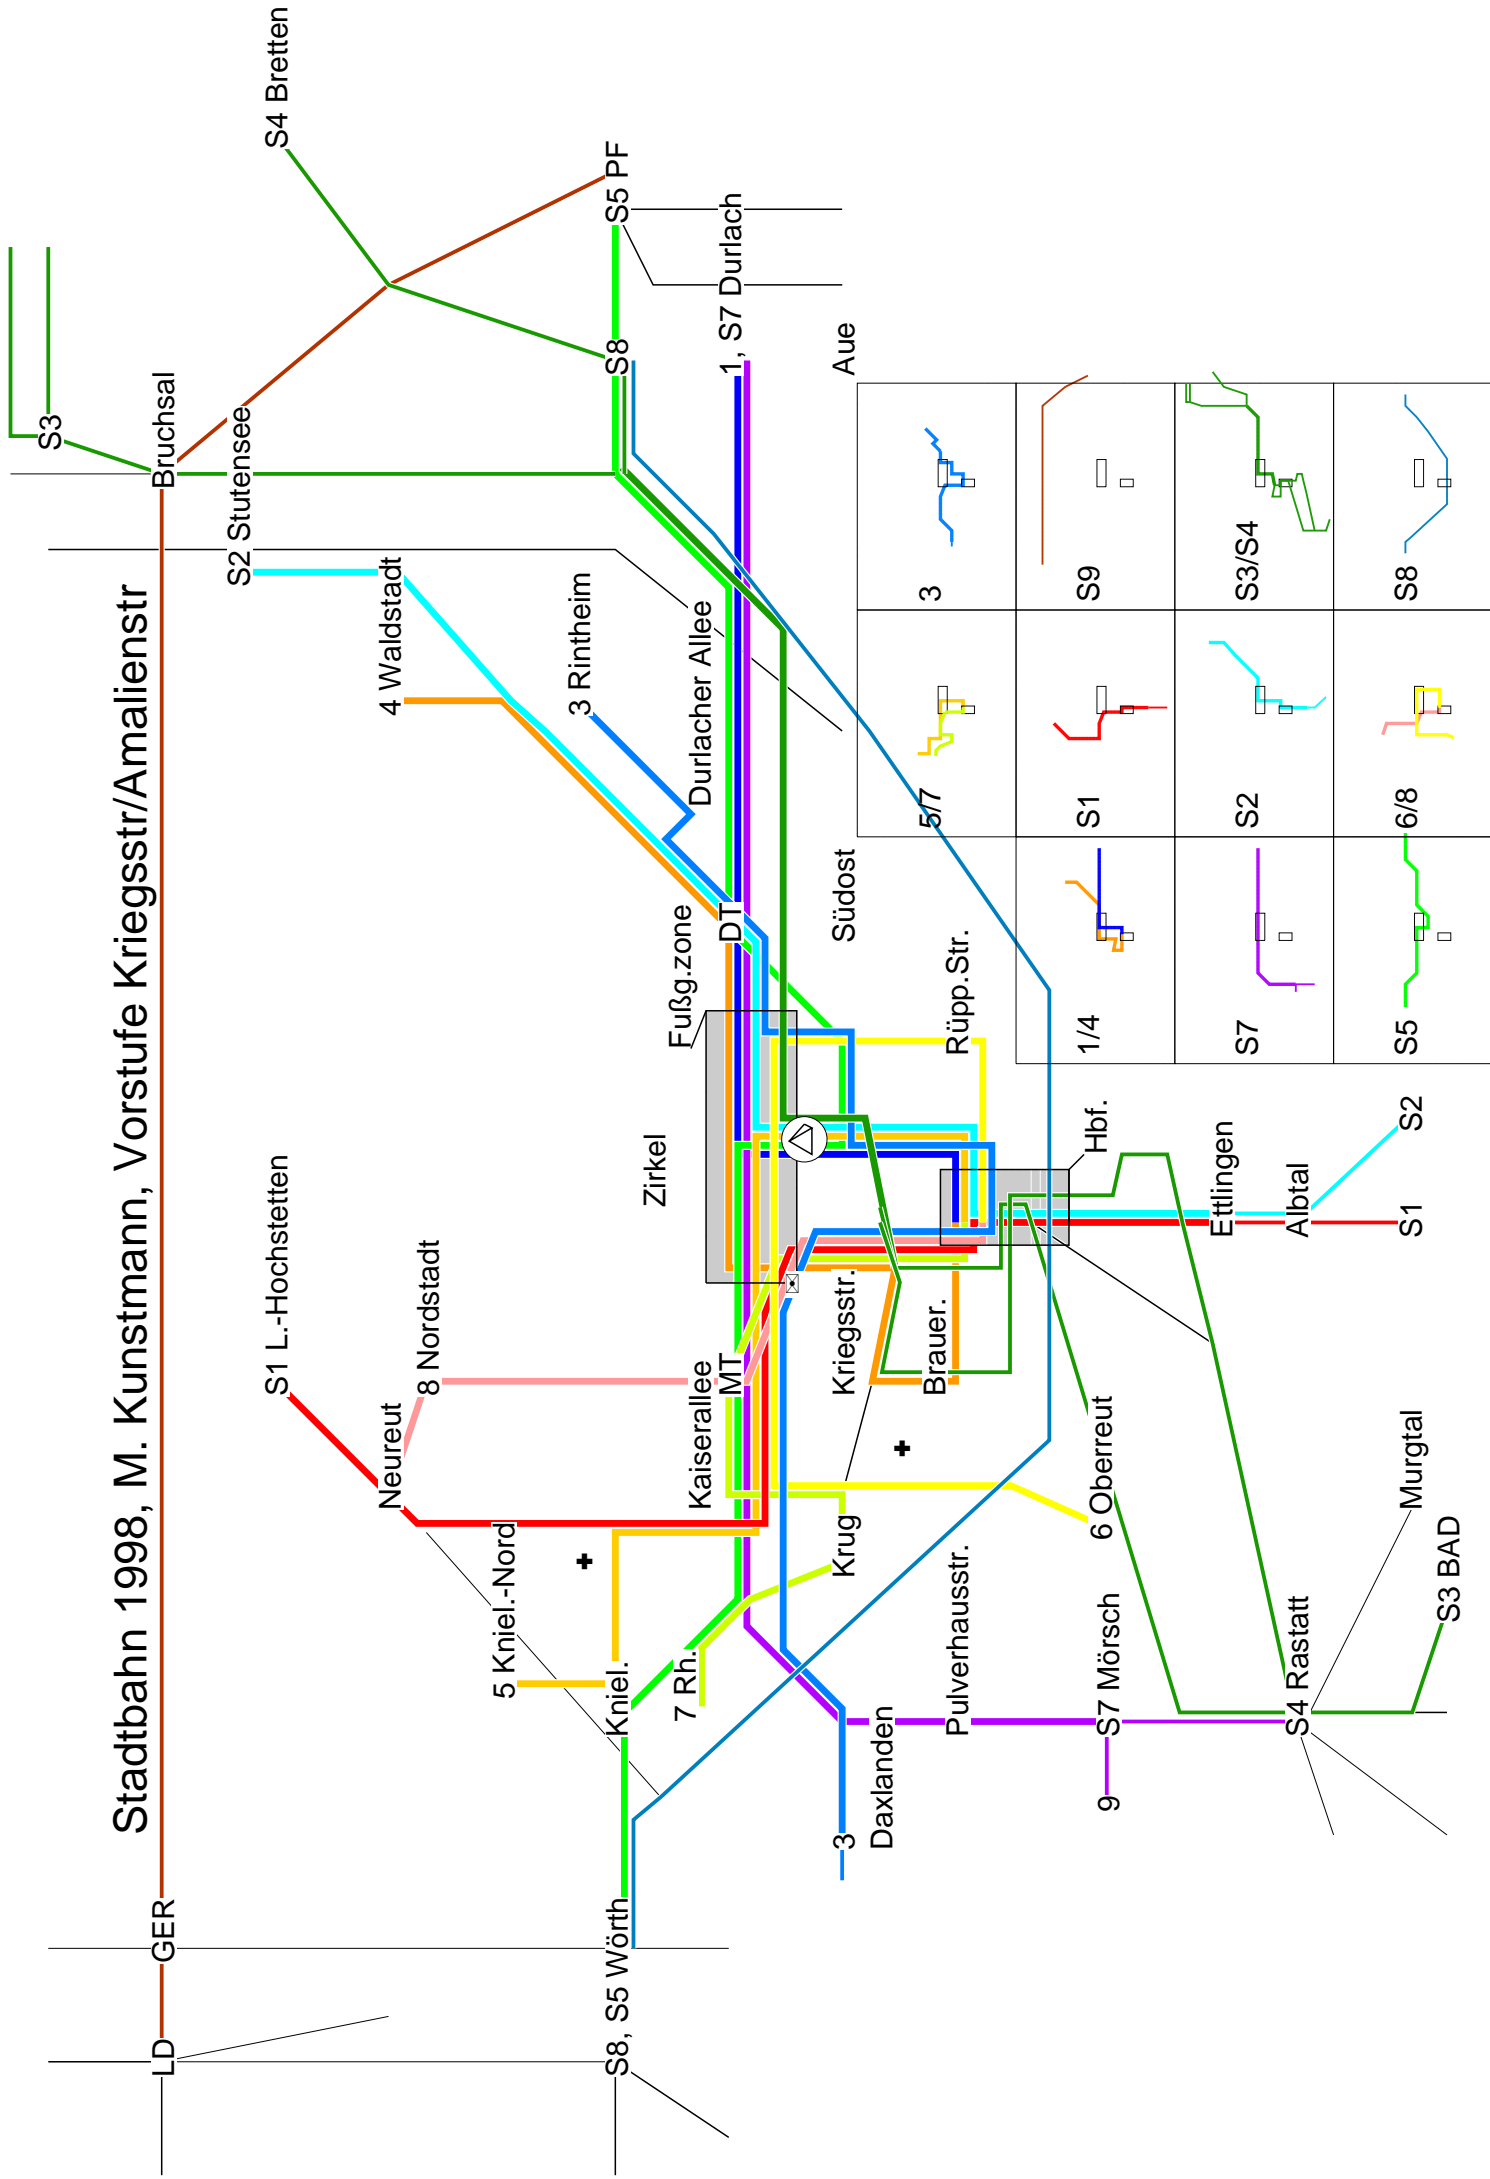 Stadtbahn 1998, M. Kunstmann, Vorstufe Kriegsstr/Amalienstr
S3
LD
GER
Bruchsal
S2 Stutensee
S1 L.-Hochstetten
S4 Bretten
Neureut
4 Waldstadt
8 Nordstadt
5 Kniel.-Nord
3 Rintheim
S8, S5 Wörth
Kniel.
S8
S5 PF
Zirkel
7 Rh.
Fußg.zone
Kaiserallee
Durlacher Allee
MT
DT
1, S7 Durlach
3
Krug
Kriegsstr.
Südost
Aue
Daxlanden
Brauer.
Pulverhausstr.
Rüpp.Str.
Hbf.
6 Oberreut
9
S7 Mörsch
Ettlingen
S4 Rastatt
Albtal
Murgtal
S1
S2
S3 BAD
5/7
3
1/4
S1
S9
S7
S2
S3/S4
S5
6/8
S8